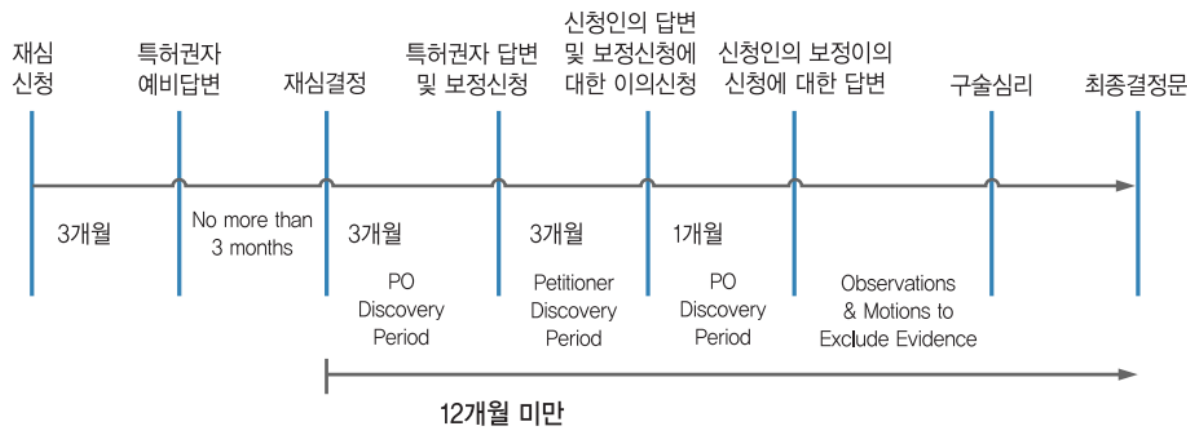 재심
신청
특허권자
예비답변
재심결정
특허권자 답변
및 보정신청
신청인의 답변
및 보정신청에
대한 이의신청
신청인의 보정이의
신청에 대한 답변
구술심리
최종결정문
3개월
No more than
3 months
3개월
3개월
1개월
PO
Discovery
Period
Petitioner
Discovery
Period
PO
Discovery
Period
Observations
& Motions to
Exclude Evidence
12개월 미만